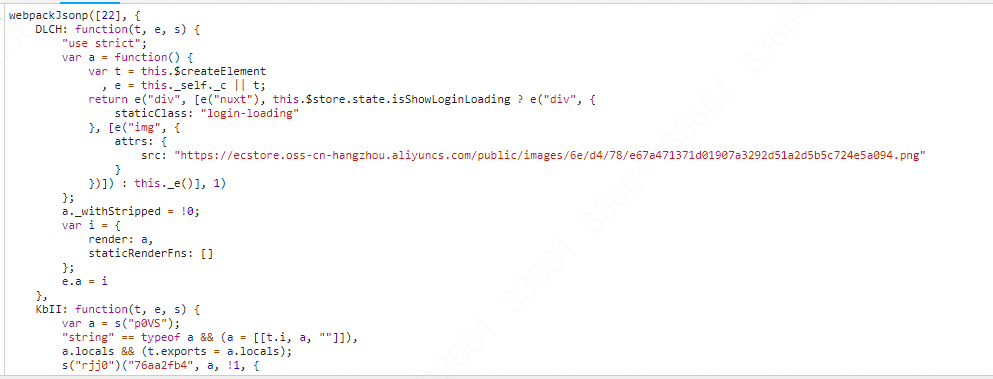 webpackJsonp([22], {
    DLCH: function(t, e, s) {
        "use strict";
        var a = function() {
            var t = this.$createElement
              , e = this._self._c || t;
            return e("div", [e("nuxt"), this.$store.state.isShowLoginLoading ? e("div", {
                staticClass: "login-loading"
            }, [e("img", {
                attrs: {
                    src: "https://ecstore.oss-cn-hangzhou.aliyuncs.com/public/images/6e/d4/78/e67a471371d01907a3292d51a2d5b5c724e5a094.png"
                }
            })]) : this._e()], 1)
        };
        a._withStripped = !0;
        var i = {
            render: a,
            staticRenderFns: []
        };
        e.a = i
    },
    KbII: function(t, e, s) {
        var a = s("p0VS");
        "string" == typeof a && (a = [[t.i, a, ""]]),
        a.locals && (t.exports = a.locals);
        s("rjj0")("76aa2fb4", a, !1, {